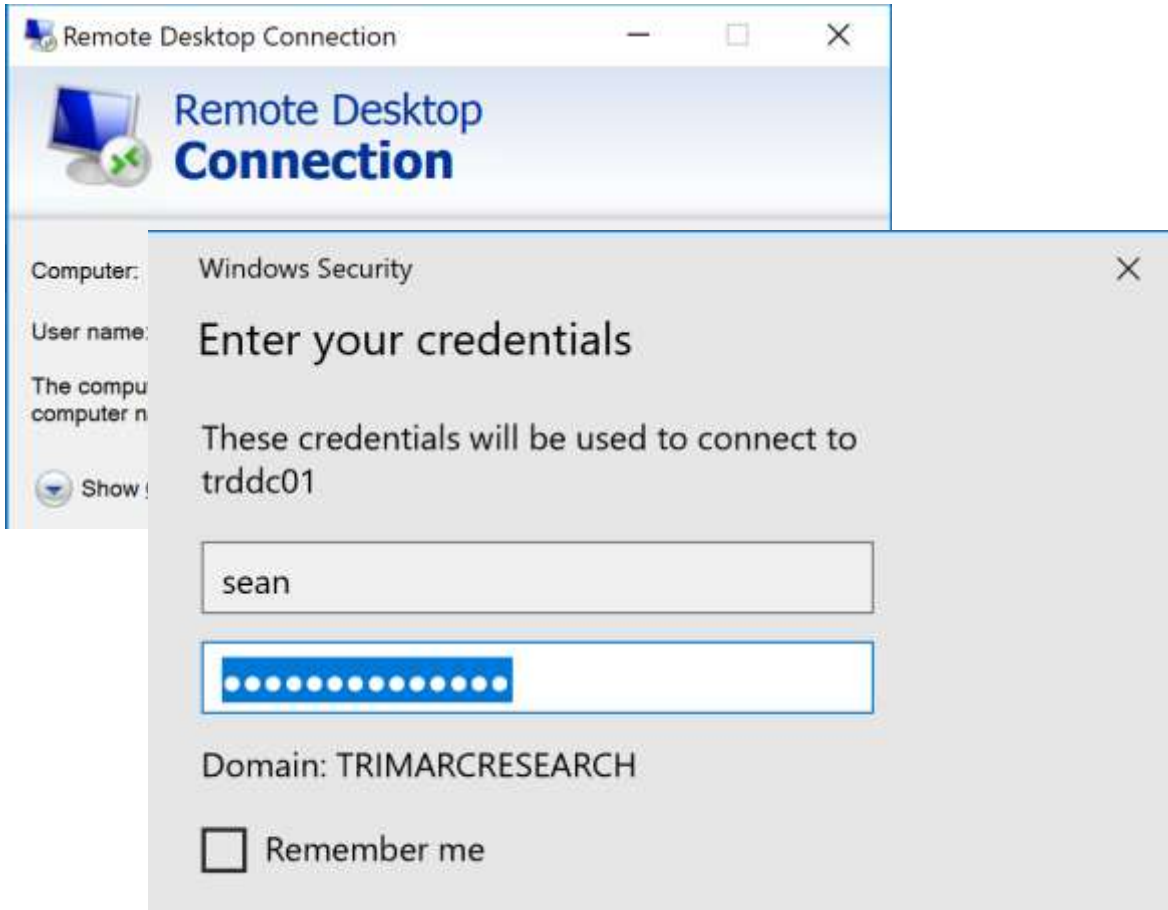 Remote Desktop Connection
Remote Desktop
Connection
Computer:
User name:
The compu
computer n
Show
Windows Security
Enter your credentials
These credentials will be used to connect to
trddc01
sean
••••••••••••••
Domain: TRIMARCRESEARCH
Remember me